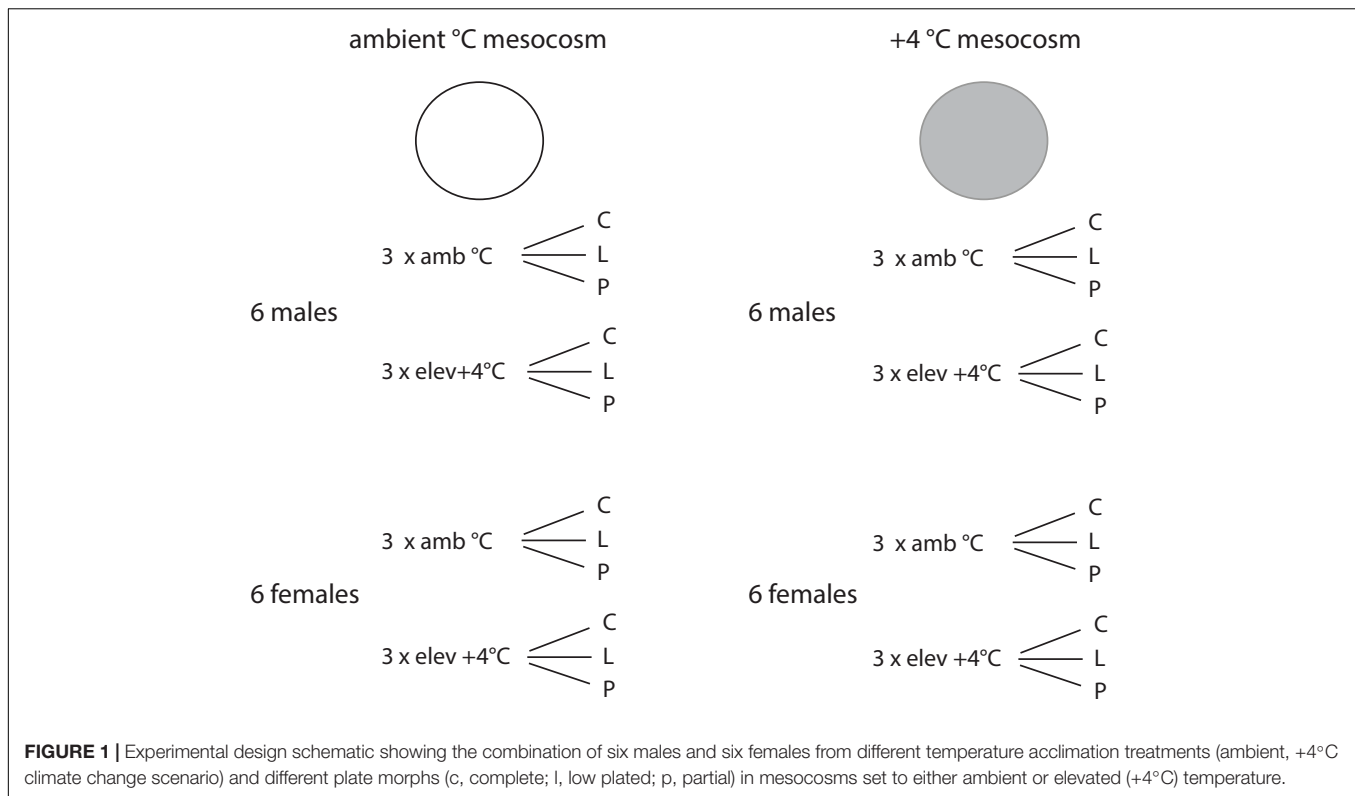 ambient °C mesocosm
+4 °C mesocosm
6 males
3 x amb °C
C
L
P
3 x elev+4°C
C
L
P
6 males
3 x amb °C
C
L
P
3 x elev +4°C
C
L
P
6 females
3 x amb °C
C
L
P
3 x elev +4°C
C
L
P
6 females
3 x amb °C
C
L
P
3 x elev +4°C
C
L
P
FIGURE 1 | Experimental design schematic showing the combination of six males and six females from different temperature acclimation treatments (ambient, +4°C
climate change scenario) and different plate morphs (c, complete; l, low plated; p, partial) in mesocosms set to either ambient or elevated (+4°C) temperature.